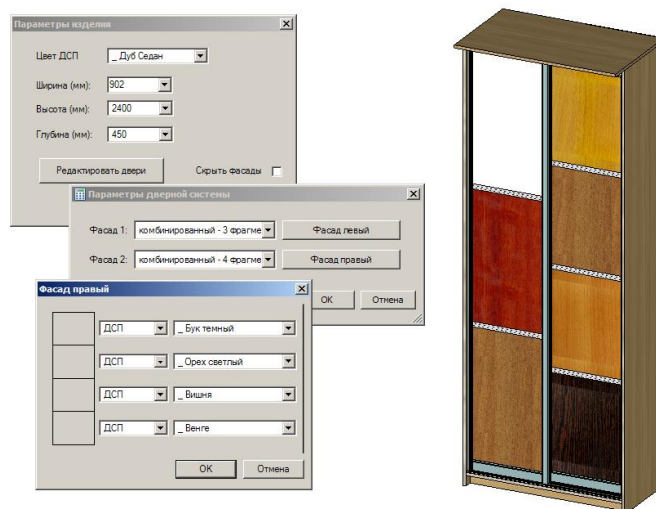 Параметры изделия
Цвет ДСП _ Дуб Седан
Ширина (мм): 902
Высота (мм): 2400
Глубина (мм): 450
Редактировать двери Скрыть фасады
Параметры дверной системы
Фасад 1: комбинированный - 3 фрагме Фасад левый
Фасад 2: комбинированный - 4 фрагме Фасад правый
ОК Отмена
Фасад правый
ДСП _ Бук темный
ДСП _ Орех светлый
ДСП _ Вишня
ДСП _ Венге
ОК Отмена